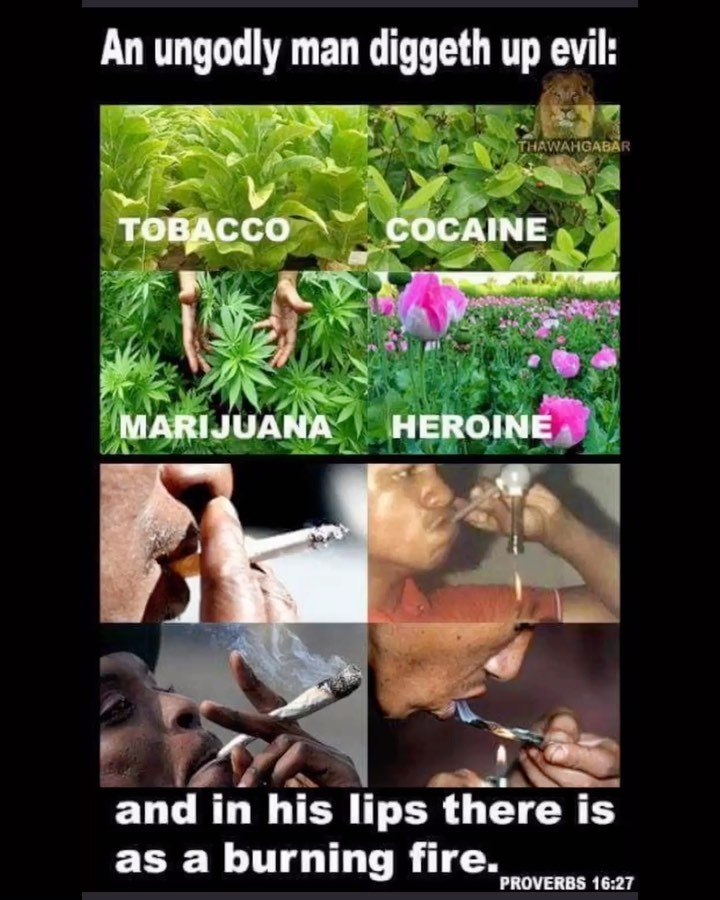 An ungodly man diggeth up evil:
THAWAHGABAR
TOBACCO
COCAINE
MARIJUANA
HEROINE
and in his lips there is
as a burning fire.
PROVERBS 16:27